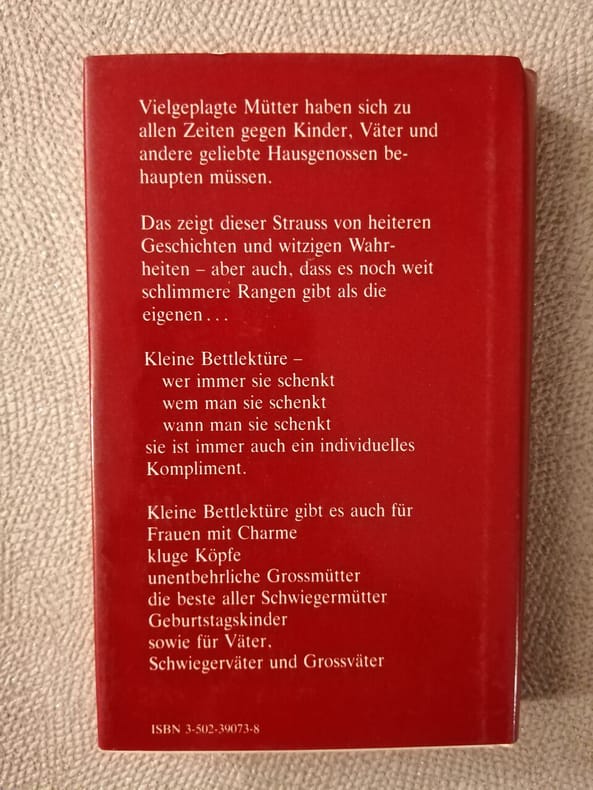 Vielgeplagte Mütter haben sich zu
allen Zeiten gegen Kinder, Väter und
andere geliebte Hausgenossen be-
haupten müssen.
Das zeigt dieser Strauss von heiteren
Geschichten und witzigen Wahr-
heiten – aber auch, dass es noch weit
schlimmere Rangen gibt als die
eigenen ...
Kleine Bettlektüre –
wer immer sie schenkt
wem man sie schenkt
wann man sie schenkt
sie ist immer auch ein individuelles
Kompliment.
Kleine Bettlektüre gibt es auch für
Frauen mit Charme
kluge Köpfe
unentbehrliche Grossmütter
die beste aller Schwiegermütter
Geburtstagskinder
sowie für Väter,
Schwiegerväter und Grossväter
ISBN 3-502-39073-8